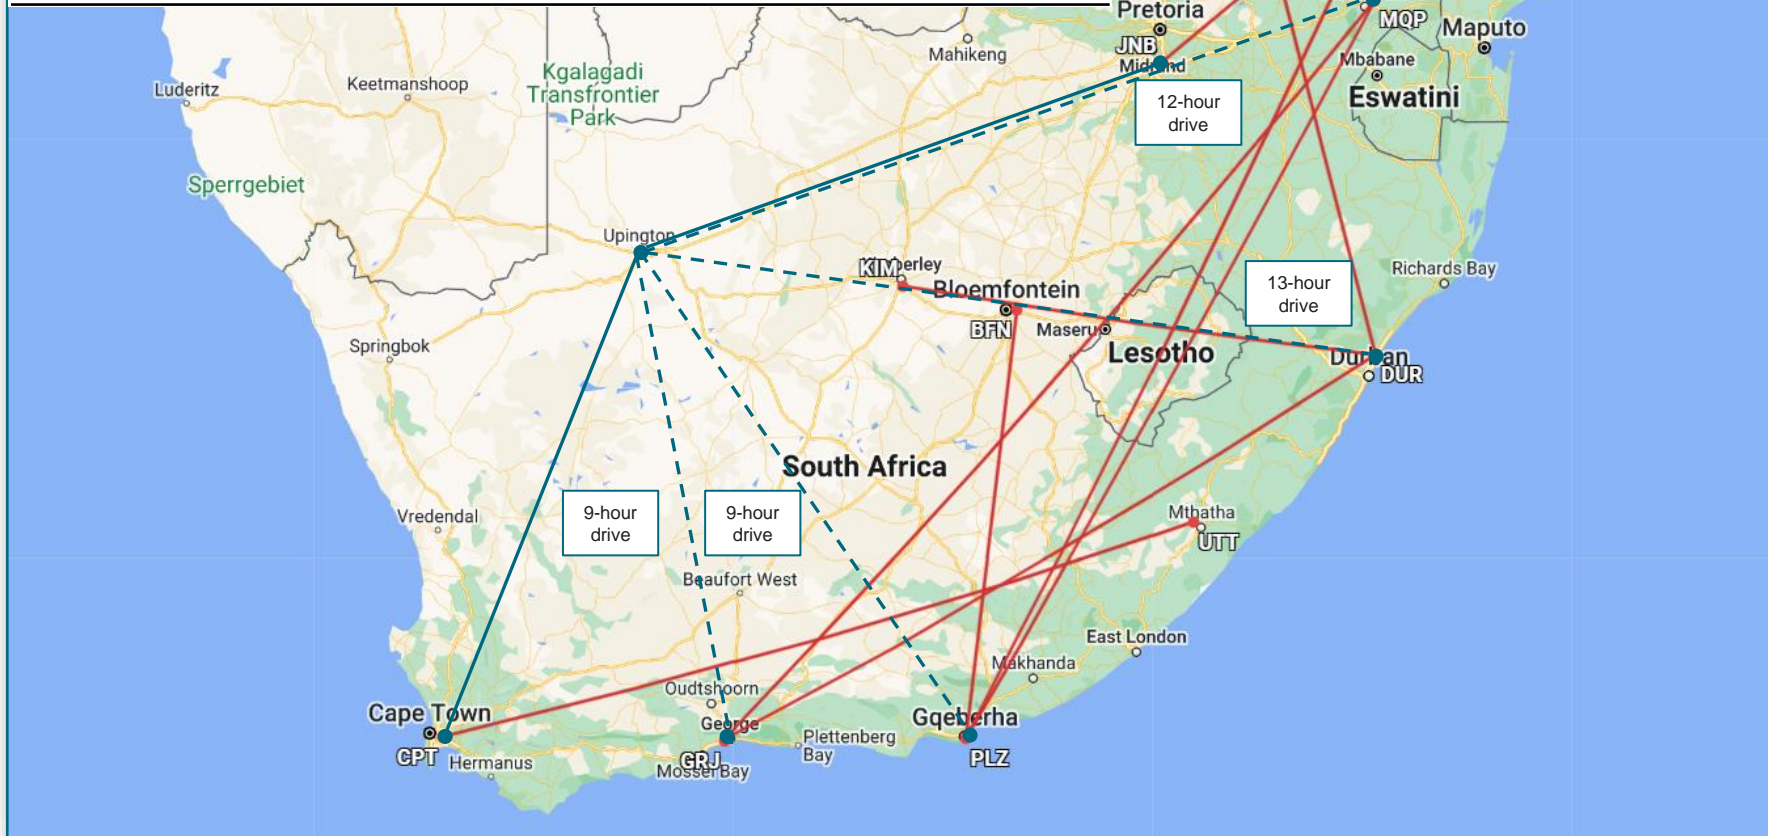 Pretoria
MQP
Maputo
JNB
Midrand
Mahikeng
Mbabane
Kgalagadi
Transfrontier
Park
Keetmanshoop
Luderitz
Eswatini
12-hour
drive
Sperrgebiet
Upington
KIM
berley
Bloemfontein
BFN
Maseru
Richards Bay
13-hour
drive
Lesotho
Durban
DUR
Springbok
South Africa
Vredendal
9-hour
drive
9-hour
drive
Mthatha
UTT
Beaufort West
East London
Makhanda
Oudtshoorn
Cape Town
CPT
Hermanus
George
GRJ
Mossel Bay
Plettenberg
Bay
Gqeberha
PLZ